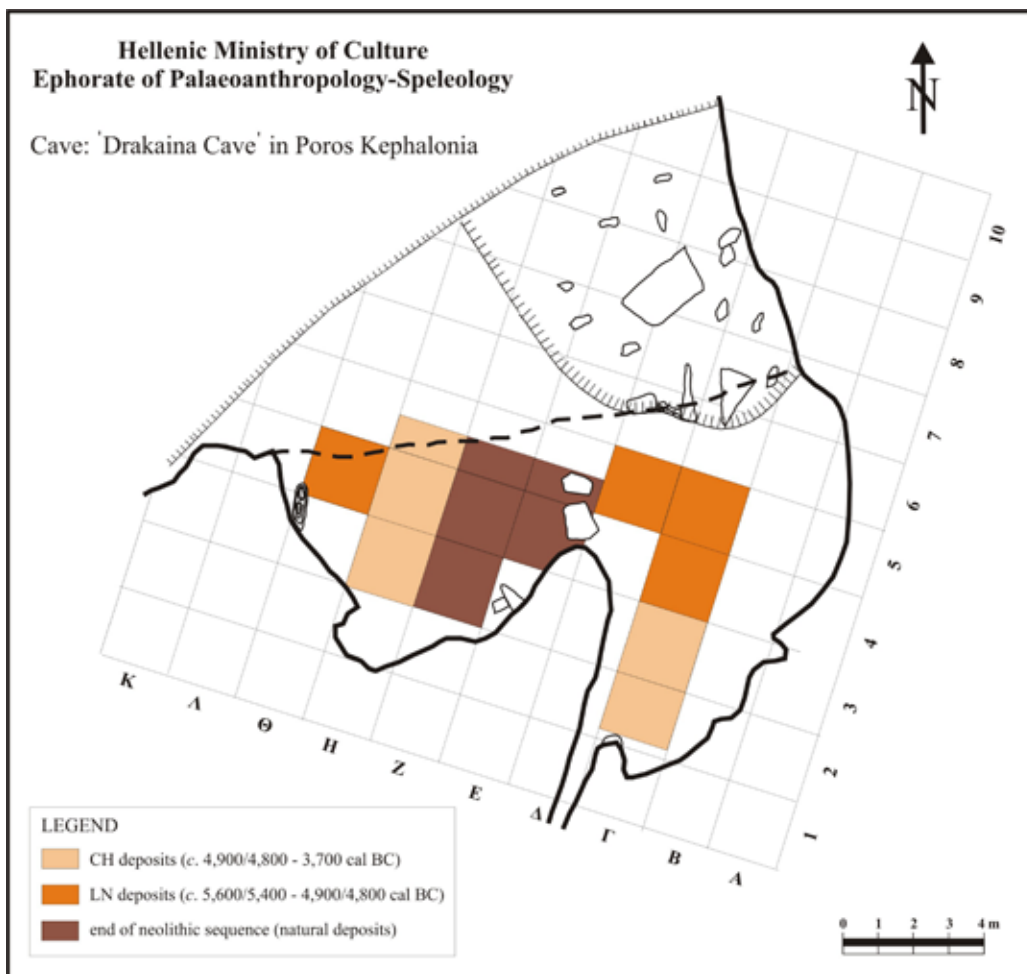 Hellenic Ministry of Culture
Ephorate of Palaeoanthropology-Speleology
Cave: 'Drakaina Cave' in Poros Kephalonia
N
10
9
8
7
6
5
4
3
2
1
Κ
Λ
Θ
Η
Ζ
Ε
Δ
Γ
Β
Α
LEGEND
CH deposits (c. 4,900/4,800 - 3,700 cal BC)
LN deposits (c. 5,600/5,400 - 4,900/4,800 cal BC)
end of neolithic sequence (natural deposits)
0 1 2 3 4 m